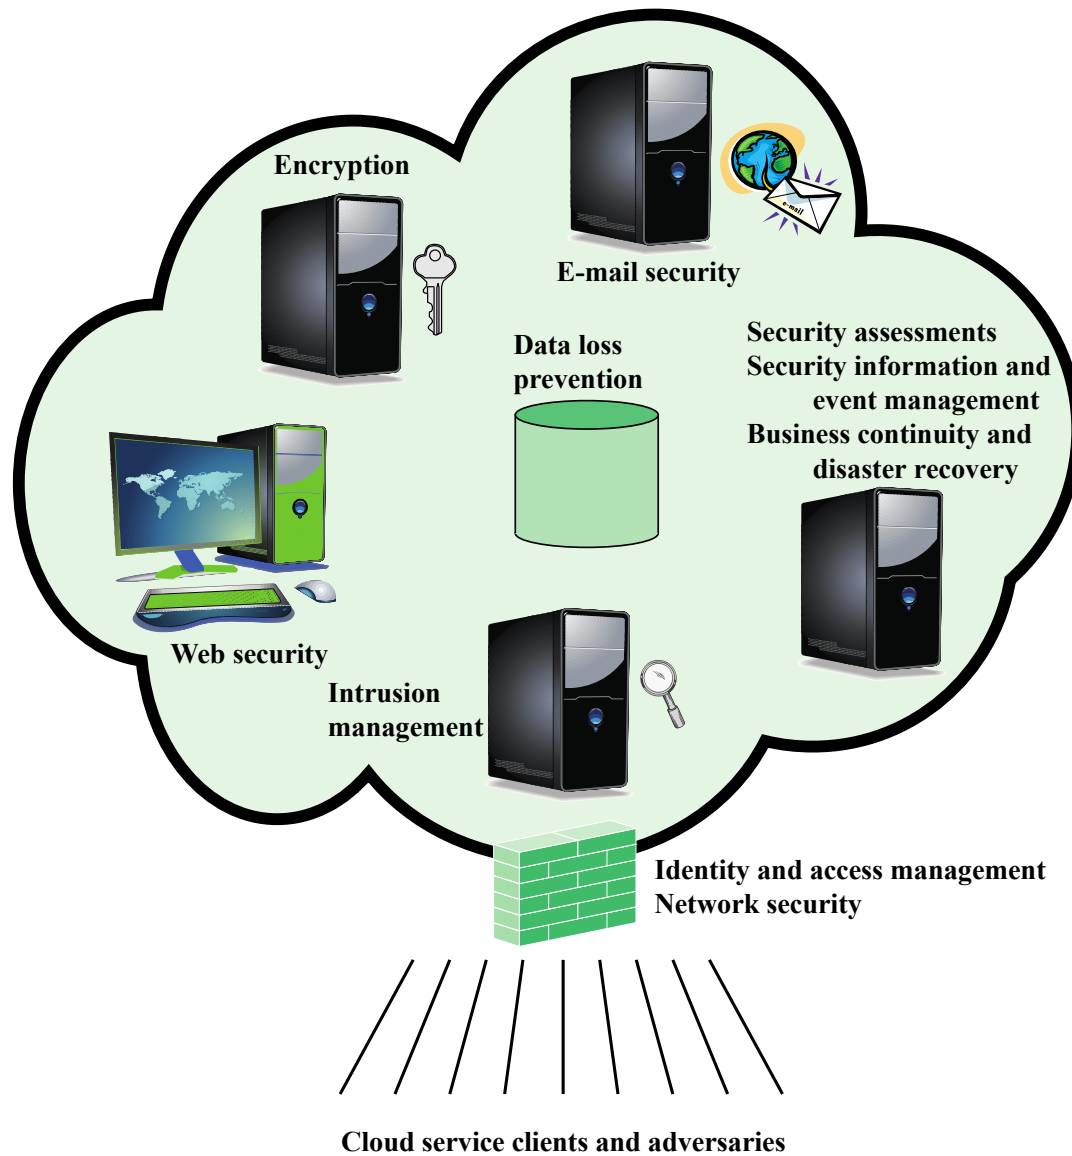 Encryption
e-mail
E-mail security
Data loss
prevention
Security assessments
Security information and
event management
Business continuity and
disaster recovery
Web security
Intrusion
management
Identity and access management
Network security
Cloud service clients and adversaries